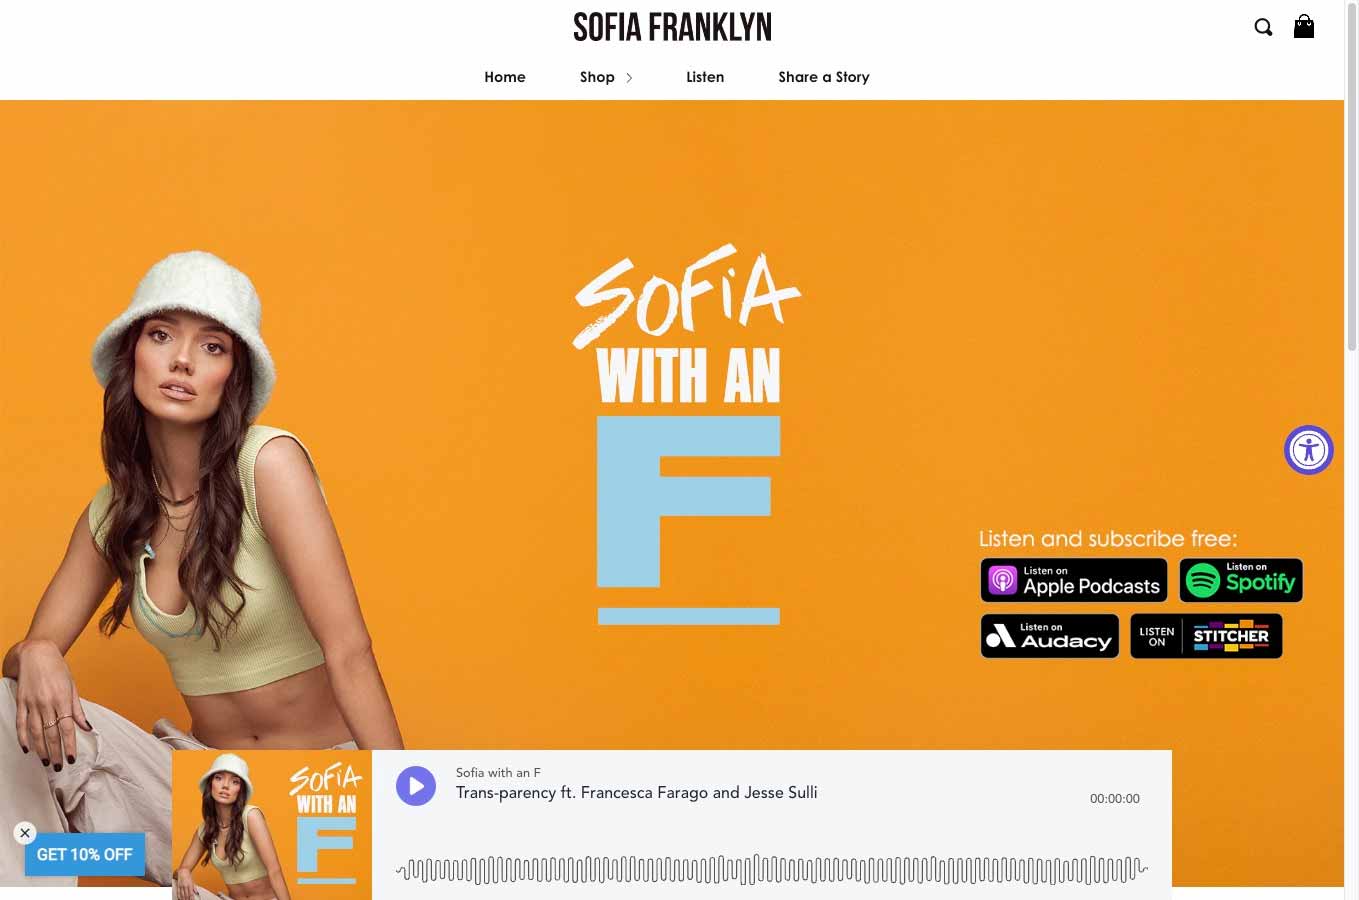 SOFIA FRANKLYN
Home
Shop
Listen
Share a Story
SOFiA
WITH AN
F
Listen and subscribe free:
Listen on
Apple Podcasts
Listen on
Spotify
Listen on
Audacy
LISTEN
ON
STITCHER
SOFiA
WITH AN
F
Sofia with an F
Trans-parency ft. Francesca Farago and Jesse Sulli
00:00:00
GET 10% OFF